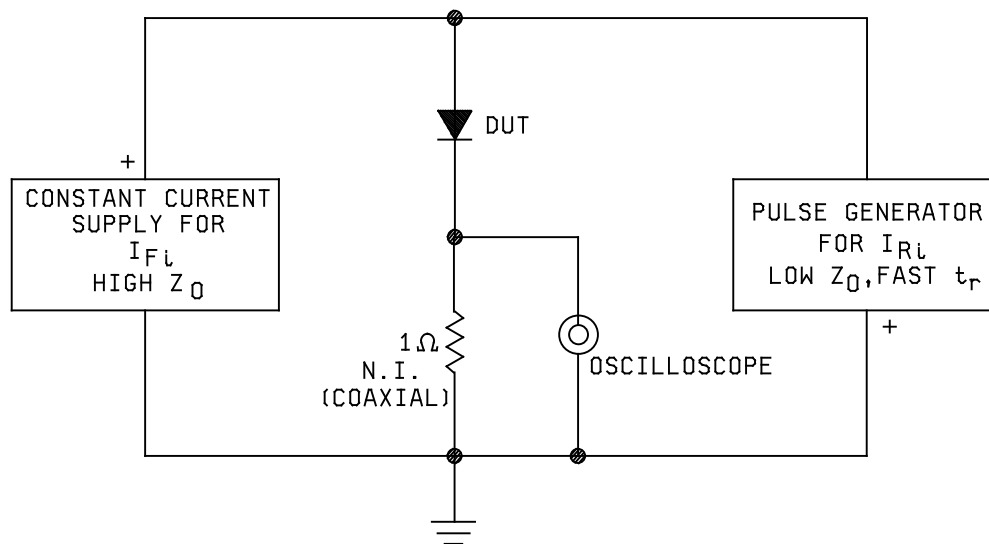 DUT
+
CONSTANT CURRENT
SUPPLY FOR
IFi
HIGH ZO
PULSE GENERATOR
FOR IRi
LOW ZO,FAST tr
+
1Ω
N.I.
(COAXIAL)
OSCILLOSCOPE